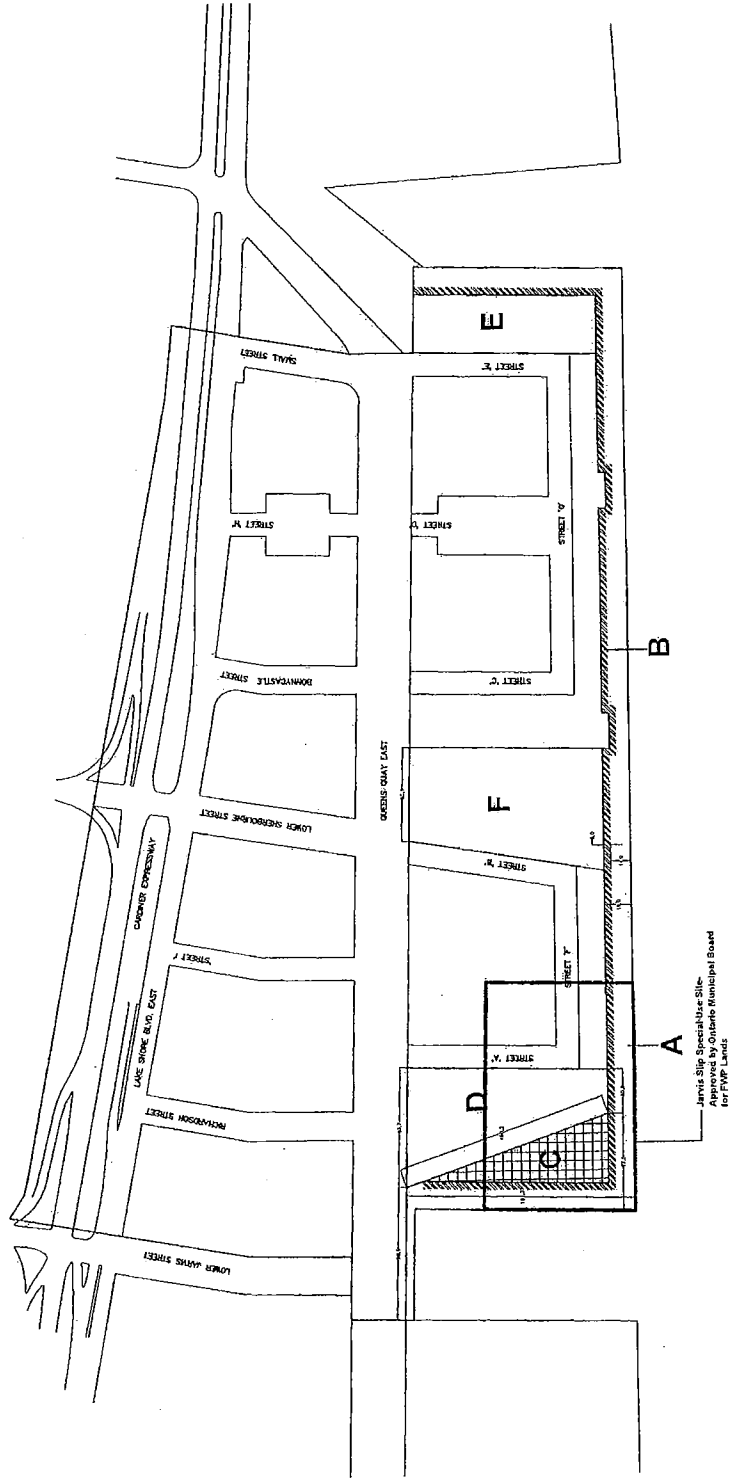 GARDINER EXPRESSWAY
LAKE SHORE BLVD. EAST
SMALL STREET
STREET 'H'
BONNYCASTLE STREET
LOWER SHERBOURNE STREET
STREET 'I'
RICHARDSON STREET
LOWER JARVIS STREET
QUEENS QUAY EAST
STREET 'E'
STREET 'D'
STREET 'G'
STREET 'C'
STREET 'B'
STREET 'F'
STREET 'A'
E
B
F
D
C
A
Jarvis Slip Special Use Site-
Approved by Ontario Municipal Board
for FWP Lands